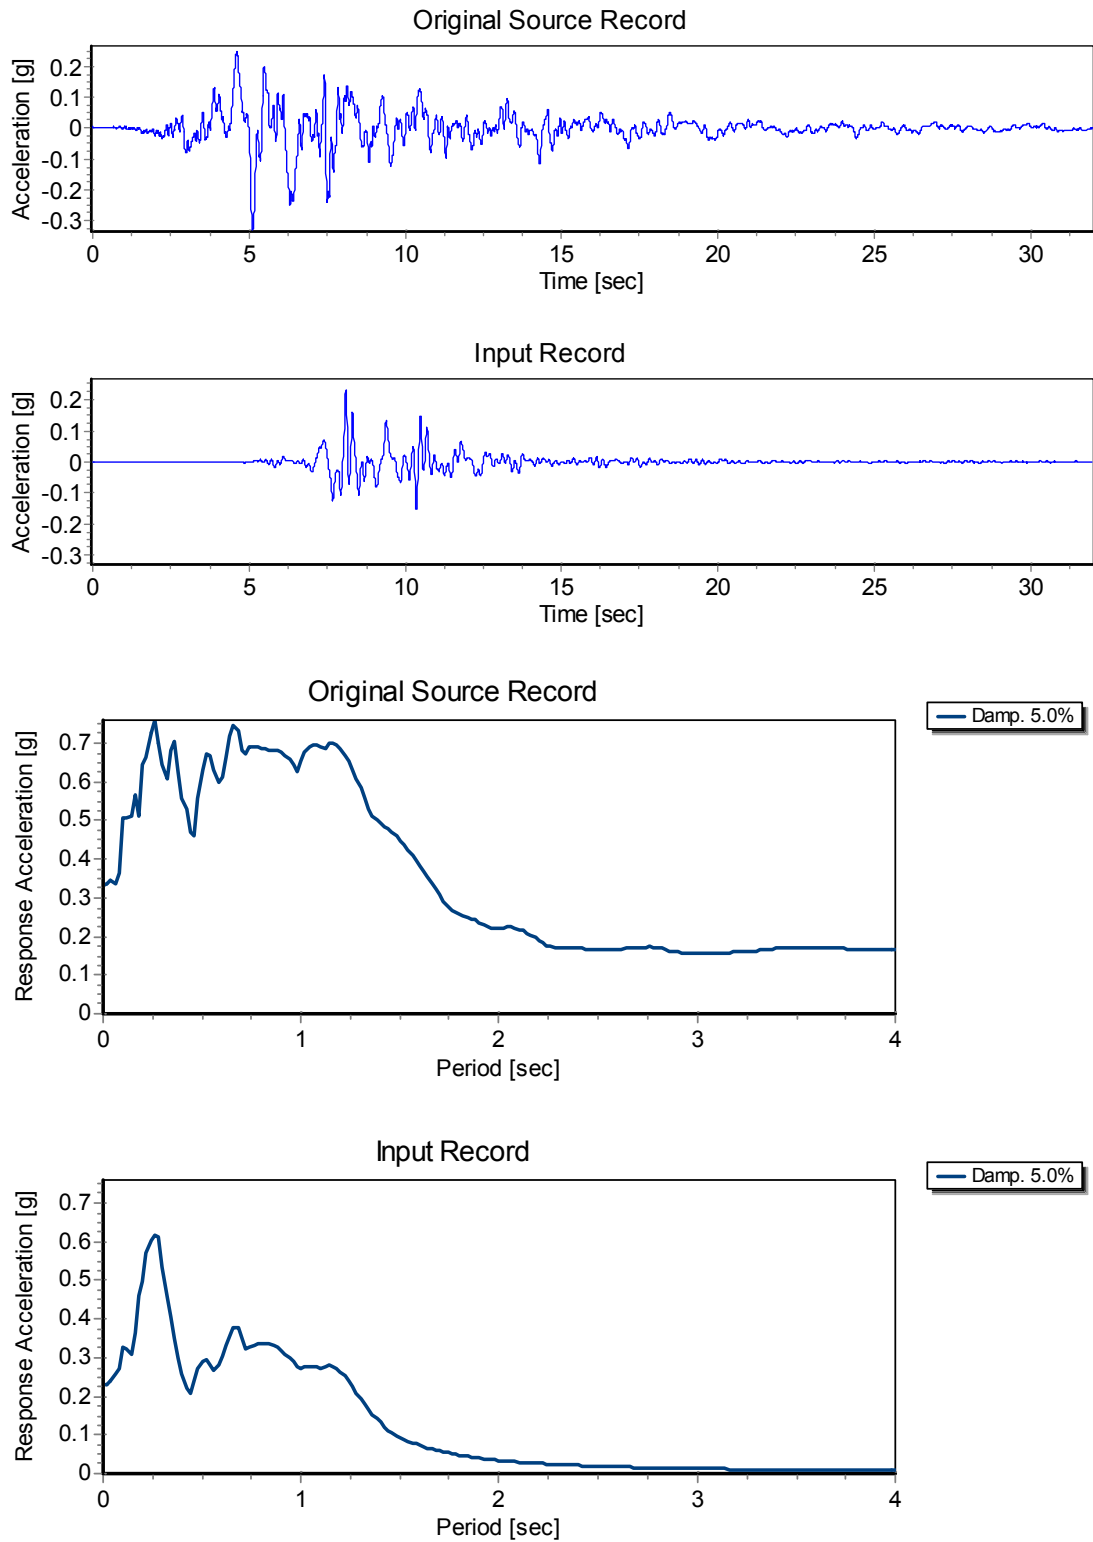 Original Source Record
Acceleration [g]
0.2
0.1
0
-0.1
-0.2
-0.3
0 5 10 15 20 25 30
Time [sec]
Input Record
Acceleration [g]
0.2
0.1
0
-0.1
-0.2
-0.3
0 5 10 15 20 25 30
Time [sec]
Original Source Record
Damp. 5.0%
Response Acceleration [g]
0.7
0.6
0.5
0.4
0.3
0.2
0.1
0
0 1 2 3 4
Period [sec]
Input Record
Damp. 5.0%
Response Acceleration [g]
0.7
0.6
0.5
0.4
0.3
0.2
0.1
0
0 1 2 3 4
Period [sec]